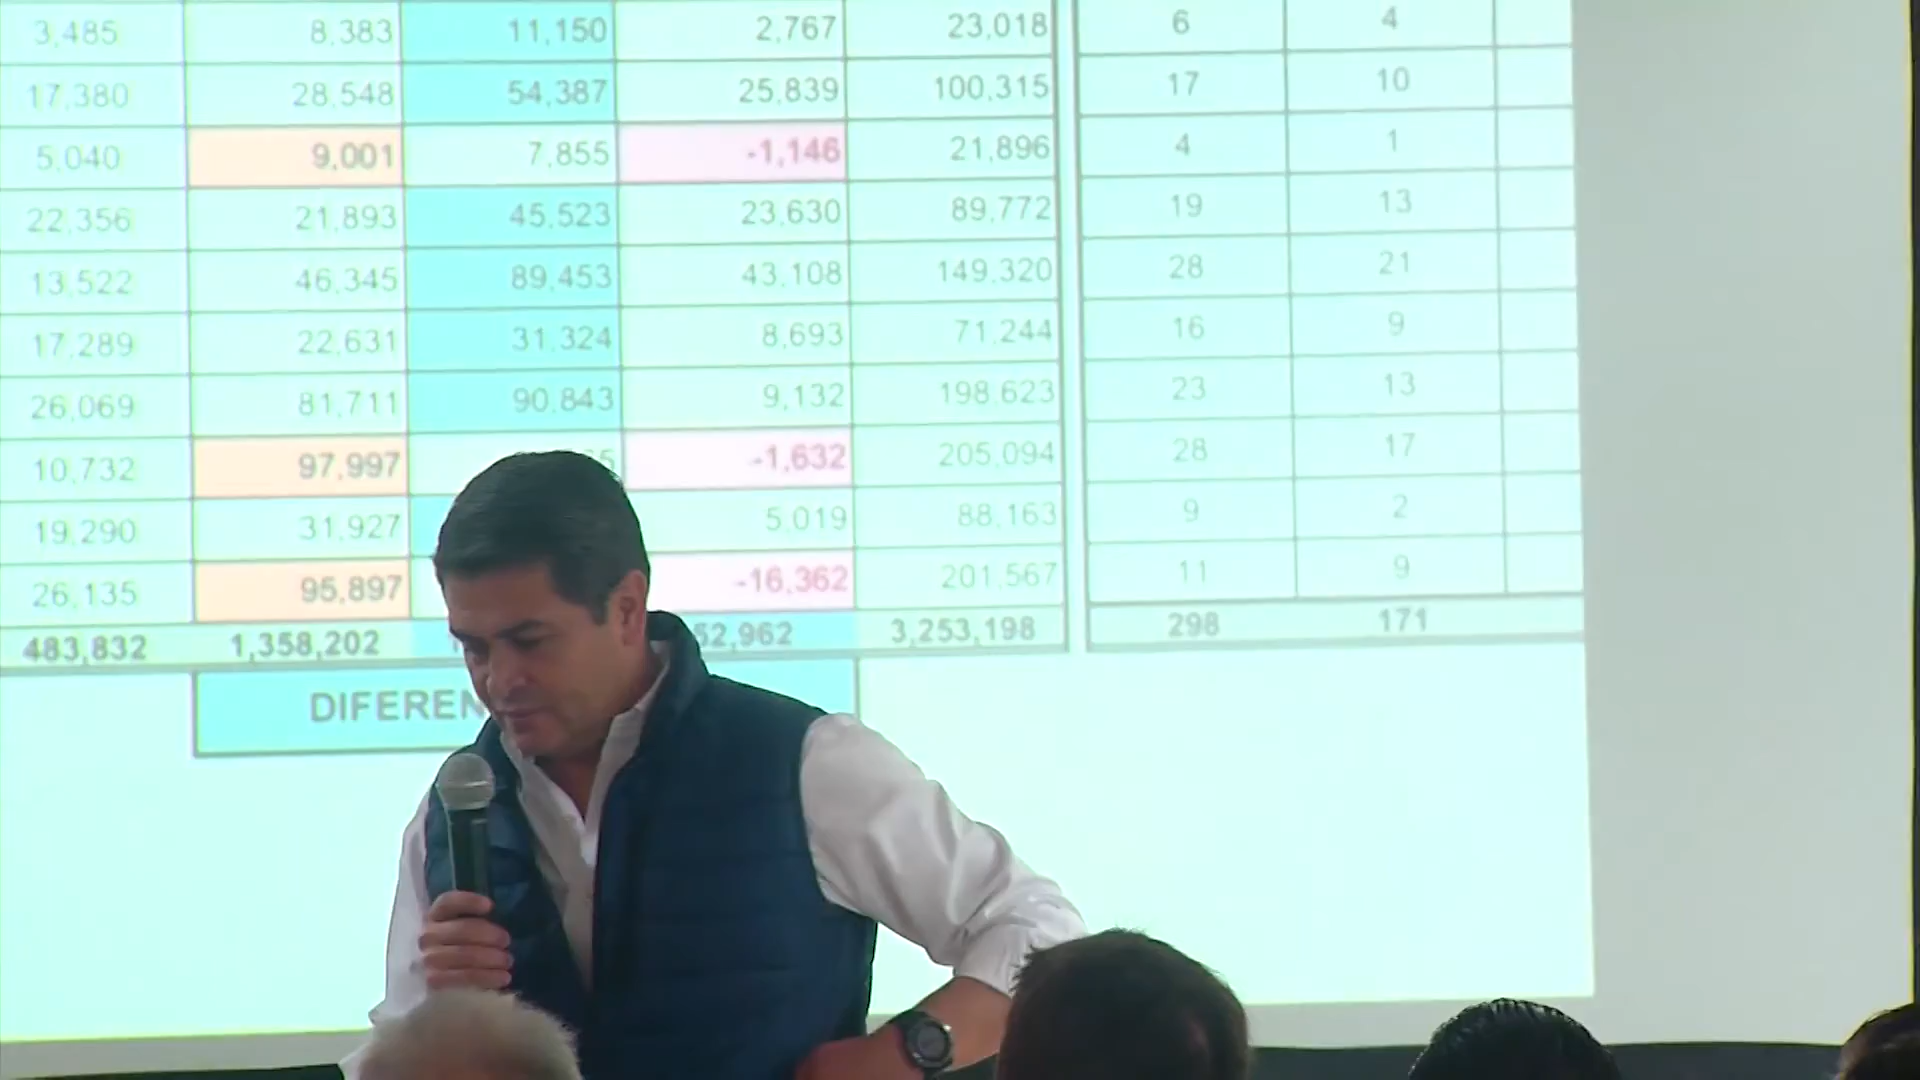 3,485 8,383 11,150 2,767 23,018 6 4
17,380 28,548 54,387 25,839 100,315 17 10
5,040 9,001 7,855 -1,146 21,896 4 1
22,356 21,893 45,523 23,630 89,772 19 13
13,522 46,345 89,453 43,108 149,320 28 21
17,289 22,631 31,324 8,693 71,244 16 9
26,069 81,711 90,843 9,132 198,623 23 13
10,732 97,997 -1,632 205,094 28 17
19,290 31,927 5,019 88,163 9 2
26,135 95,897 -16,362 201,567 11 9
483,832 1,358,202 52,962 3,253,198 298 171
DIFEREN